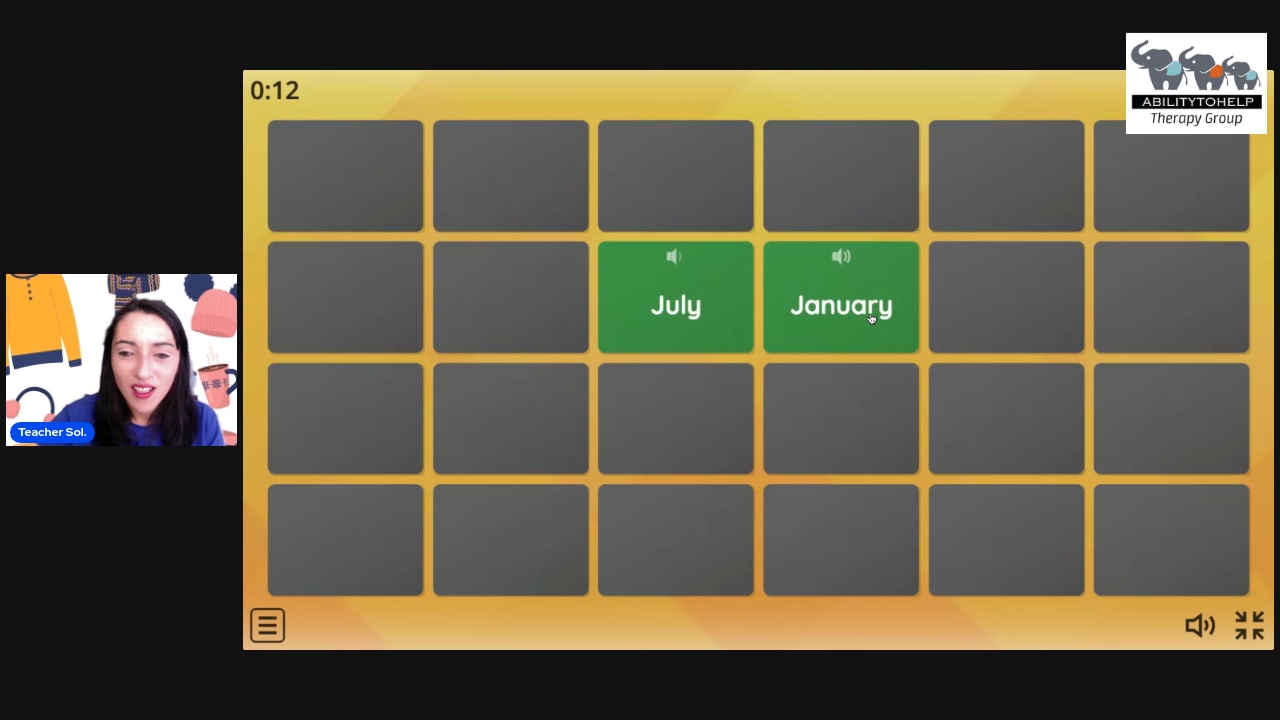 0:12
ABILITYTOHELP
Therapy Group
July
January
Teacher Sol.